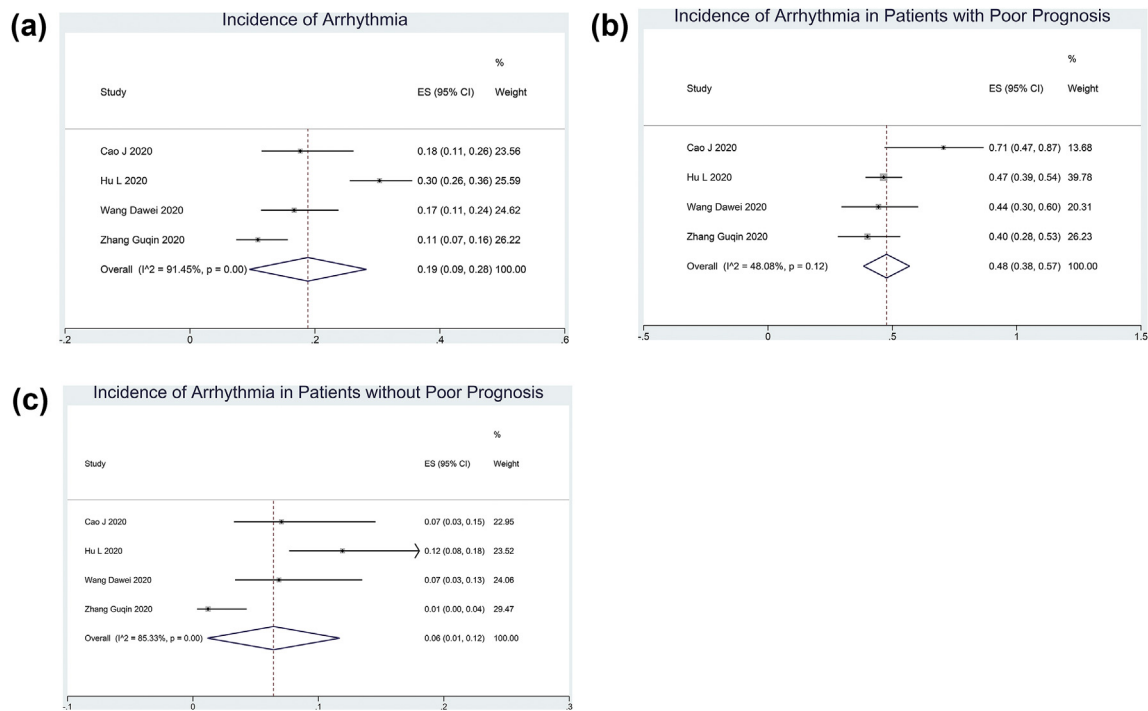 (a)
Incidence of Arrhythmia
%
Study ES (95% CI) Weight
Cao J 2020 0.18 (0.11, 0.26) 23.56
Hu L 2020 0.30 (0.26, 0.36) 25.59
Wang Dawei 2020 0.17 (0.11, 0.24) 24.62
Zhang Guqin 2020 0.11 (0.07, 0.16) 26.22
Overall (I^2 = 91.45%, p = 0.00) 0.19 (0.09, 0.28) 100.00
-.2 0 .2 .4 .6
(b)
Incidence of Arrhythmia in Patients with Poor Prognosis
%
Study ES (95% CI) Weight
Cao J 2020 0.71 (0.47, 0.87) 13.68
Hu L 2020 0.47 (0.39, 0.54) 39.78
Wang Dawei 2020 0.44 (0.30, 0.60) 20.31
Zhang Guqin 2020 0.40 (0.28, 0.53) 26.23
Overall (I^2 = 48.08%, p = 0.12) 0.48 (0.38, 0.57) 100.00
-.5 0 .5 1 1.5
(c)
Incidence of Arrhythmia in Patients without Poor Prognosis
%
Study ES (95% CI) Weight
Cao J 2020 0.07 (0.03, 0.15) 22.95
Hu L 2020 0.12 (0.08, 0.18) 23.52
Wang Dawei 2020 0.07 (0.03, 0.13) 24.06
Zhang Guqin 2020 0.01 (0.00, 0.04) 29.47
Overall (I^2 = 85.33%, p = 0.00) 0.06 (0.01, 0.12) 100.00
-.1 0 .1 .2 .3